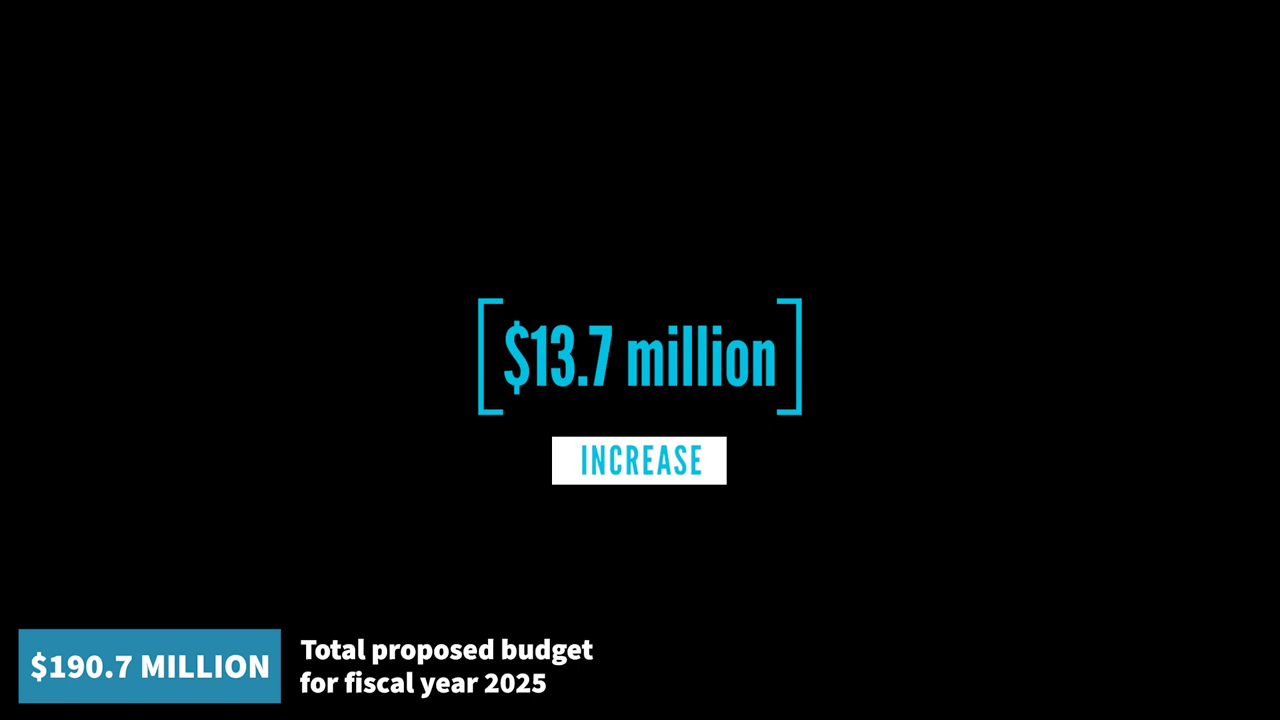 $13.7 million
INCREASE
$190.7 MILLION
Total proposed budget
for fiscal year 2025